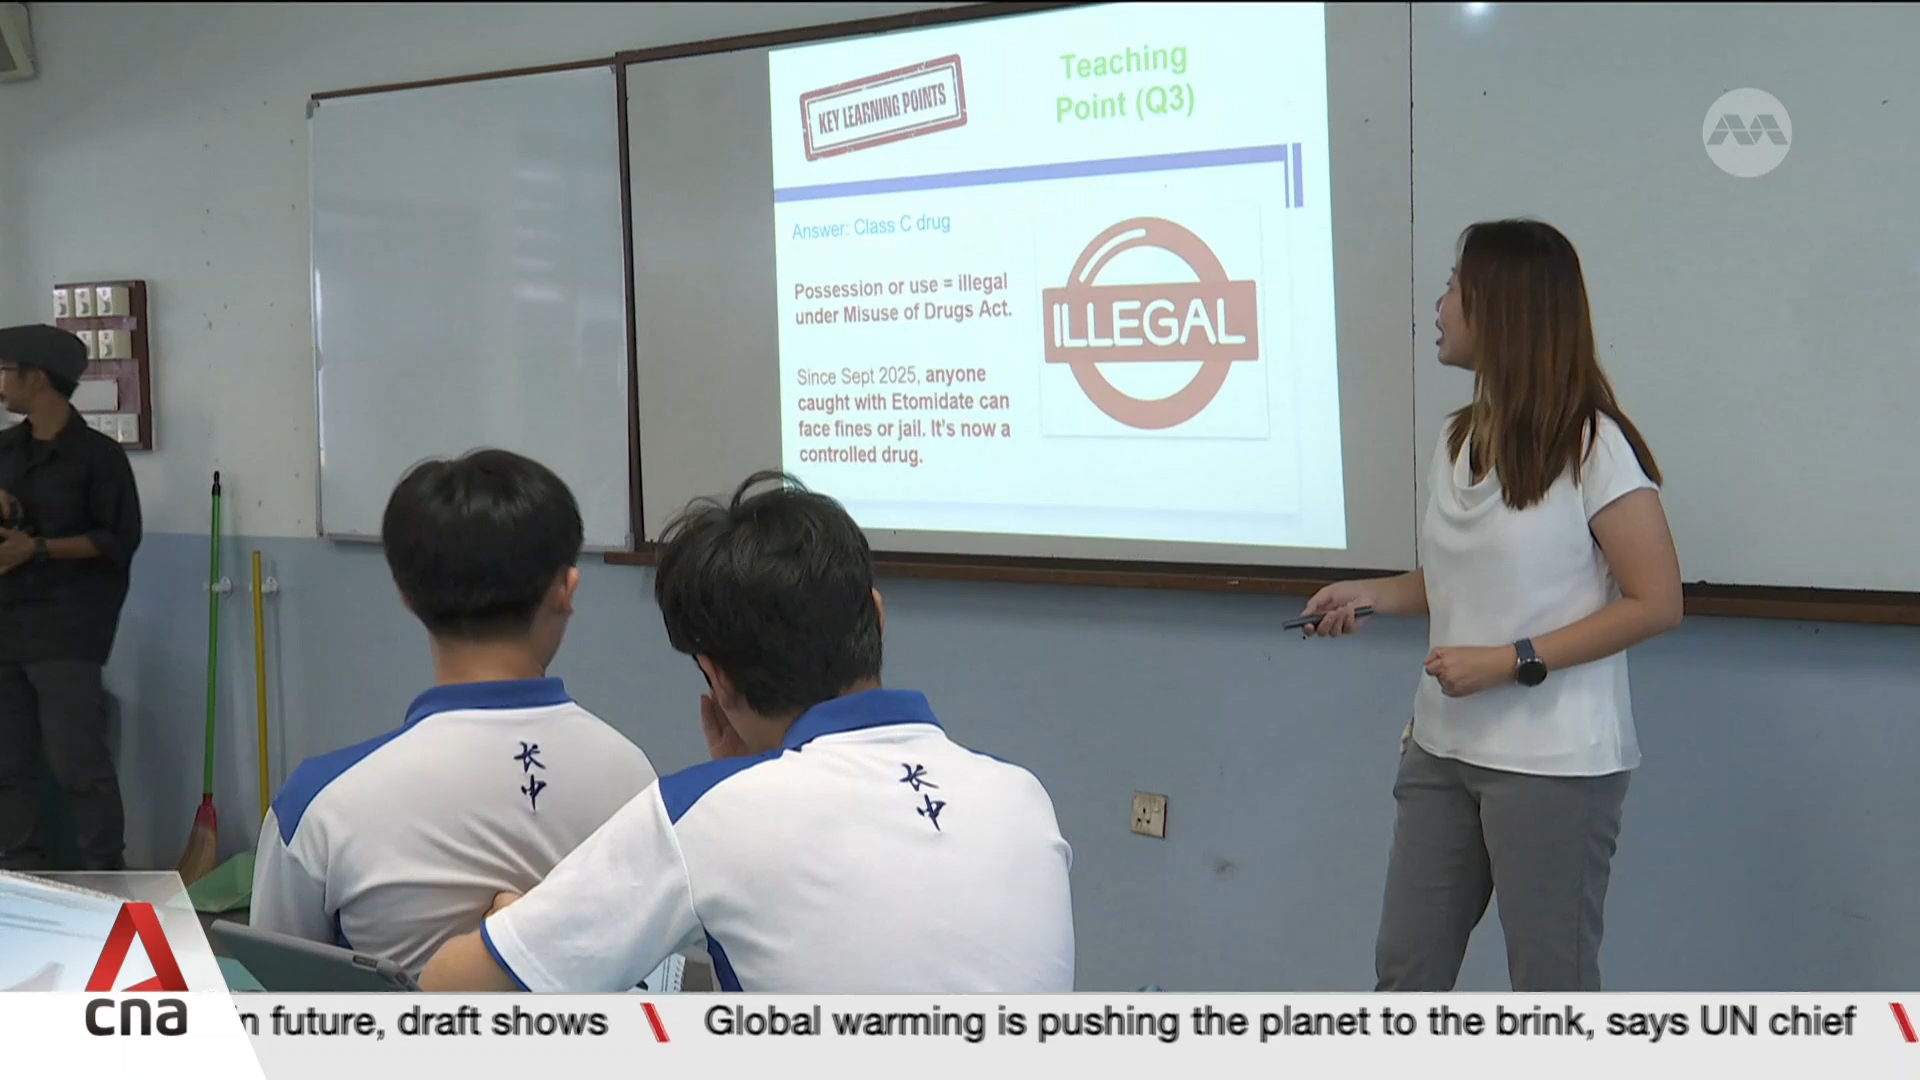 KEY LEARNING POINTS
Teaching
Point (Q3)
Answer: Class C drug
Possession or use = illegal
under Misuse of Drugs Act.
Since Sept 2025, anyone
caught with Etomidate can
face fines or jail. It's now a
controlled drug.
ILLEGAL
长
中
长
中
cna
n future, draft shows
Global warming is pushing the planet to the brink, says UN chief